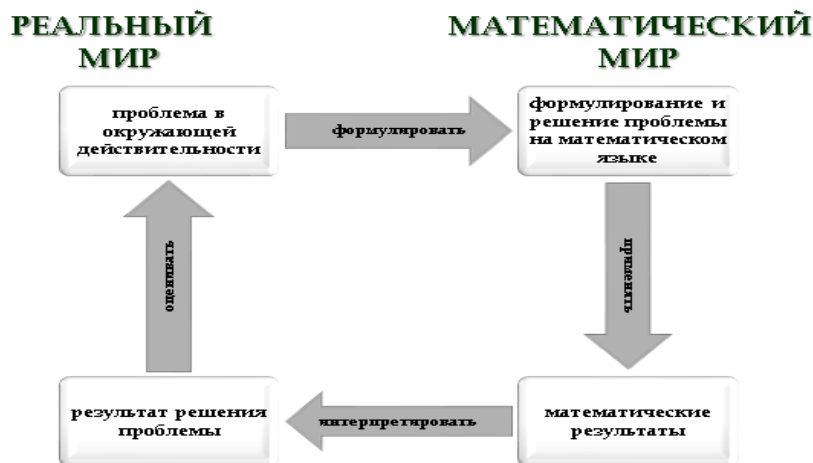 РЕАЛЬНЫЙ
МИР
МАТЕМАТИЧЕСКИЙ
МИР
проблема в
окружающей
действительности
формулировать
формулирование и
решение проблемы
на математическом
языке
оценивать
применять
результат решения
проблемы
интерпретировать
математические
результаты